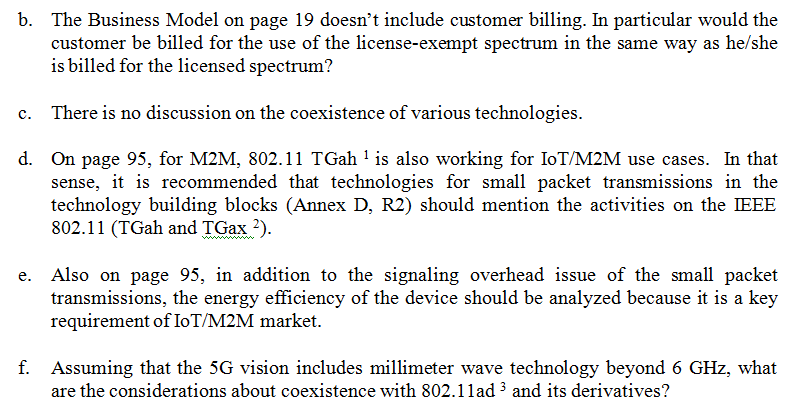 b. The Business Model on page 19 doesn’t include customer billing. In particular would the
customer be billed for the use of the license-exempt spectrum in the same way as he/she
is billed for the licensed spectrum?
c. There is no discussion on the coexistence of various technologies.
d. On page 95, for M2M, 802.11 TGah ¹ is also working for IoT/M2M use cases. In that
sense, it is recommended that technologies for small packet transmissions in the
technology building blocks (Annex D, R2) should mention the activities on the IEEE
802.11 (TGah and TGax ²).
e. Also on page 95, in addition to the signaling overhead issue of the small packet
transmissions, the energy efficiency of the device should be analyzed because it is a key
requirement of IoT/M2M market.
f. Assuming that the 5G vision includes millimeter wave technology beyond 6 GHz, what
are the considerations about coexistence with 802.11ad ³ and its derivatives?